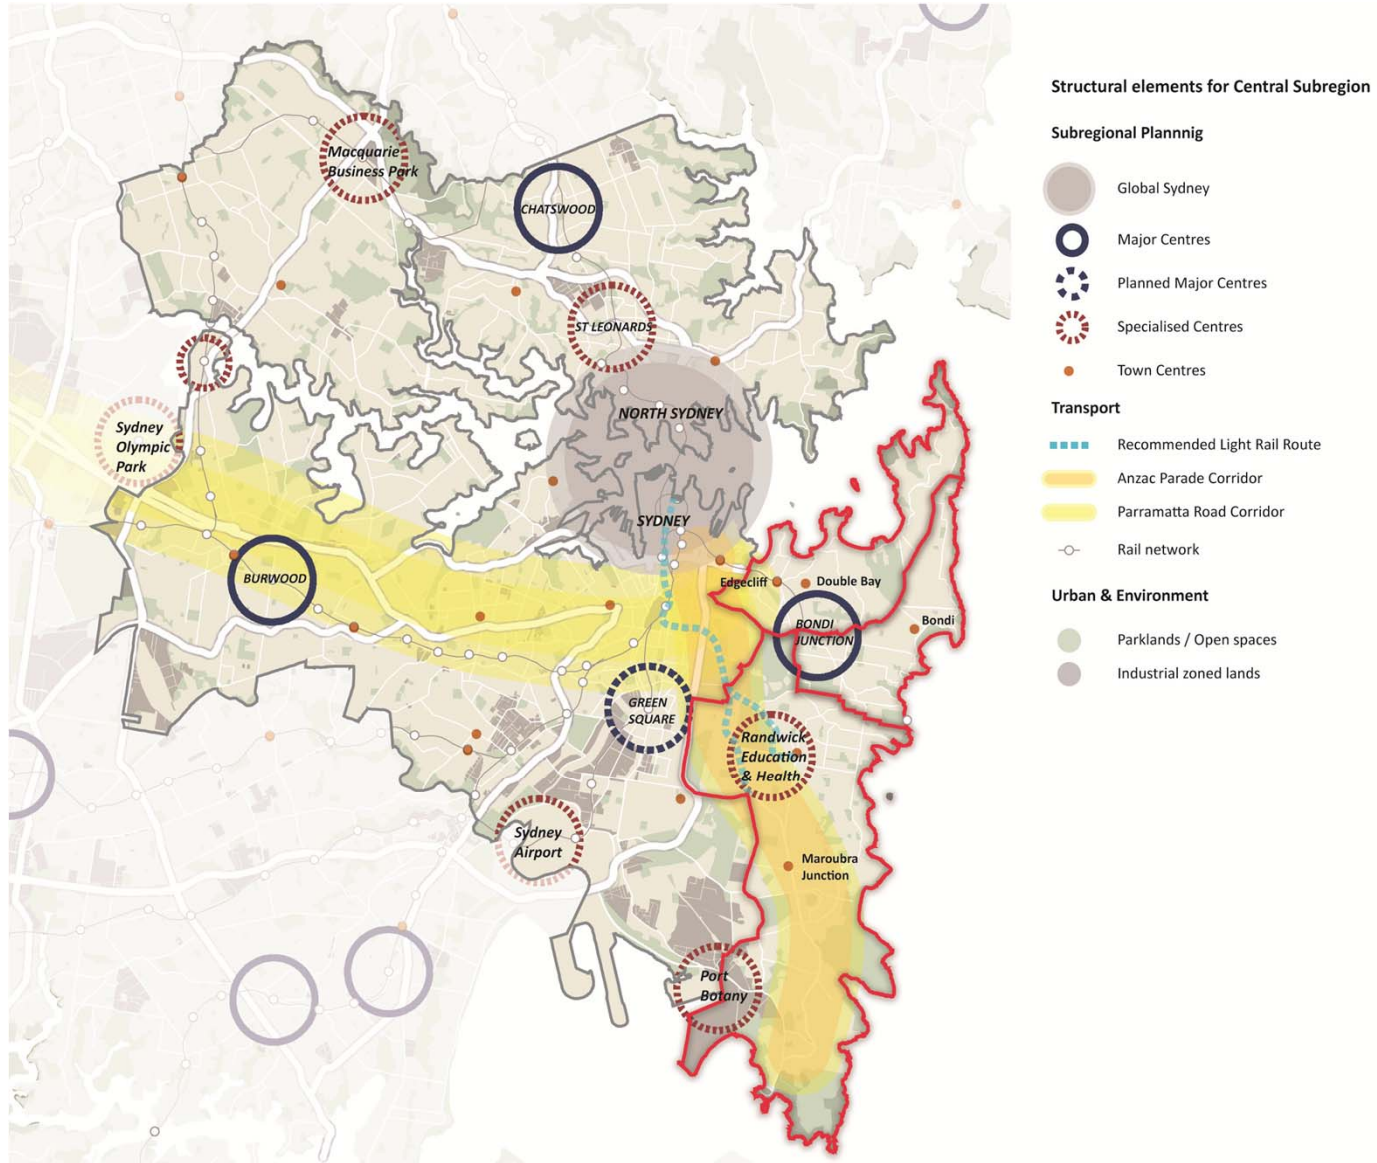 Structural elements for Central Subregion
Subregional Plannnig
Global Sydney
Major Centres
Planned Major Centres
Specialised Centres
Town Centres
Transport
Recommended Light Rail Route
Anzac Parade Corridor
Parramatta Road Corridor
Rail network
Urban & Environment
Parklands / Open spaces
Industrial zoned lands
Macquarie
Business Park
CHATSWOOD
ST LEONARDS
NORTH SYDNEY
Sydney
Olympic
Park
SYDNEY
BURWOOD
Edgecliff
Double Bay
BONDI
JUNCTION
Bondi
GREEN
SQUARE
Randwick
Education
& Health
Sydney
Airport
Maroubra
Junction
Port
Botany